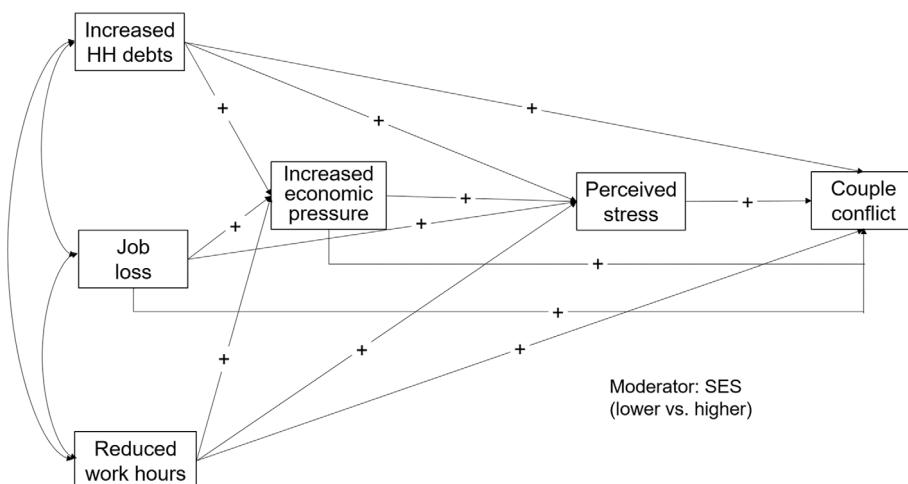 Increased
HH debts
+
+
+
Increased
economic
pressure
+
Perceived
stress
+
Couple
conflict
+
+
Job
loss
+
+
+
+
+
Moderator: SES
(lower vs. higher)
Reduced
work hours